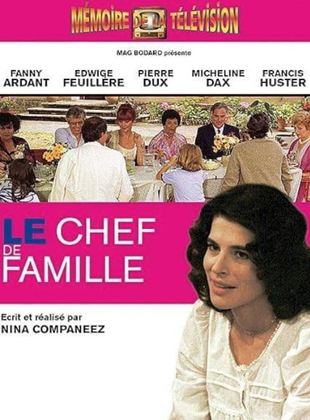 MÉMOIRE DE LA TÉLÉVISION
MAG BODARD présente
FANNY ARDANT
EDWIGE FEUILLÈRE
PIERRE DUX
MICHELINE DAX
FRANCIS HUSTER
LE CHEF
DE
FAMILLE
Ecrit et réalisé par
NINA COMPANEEZ